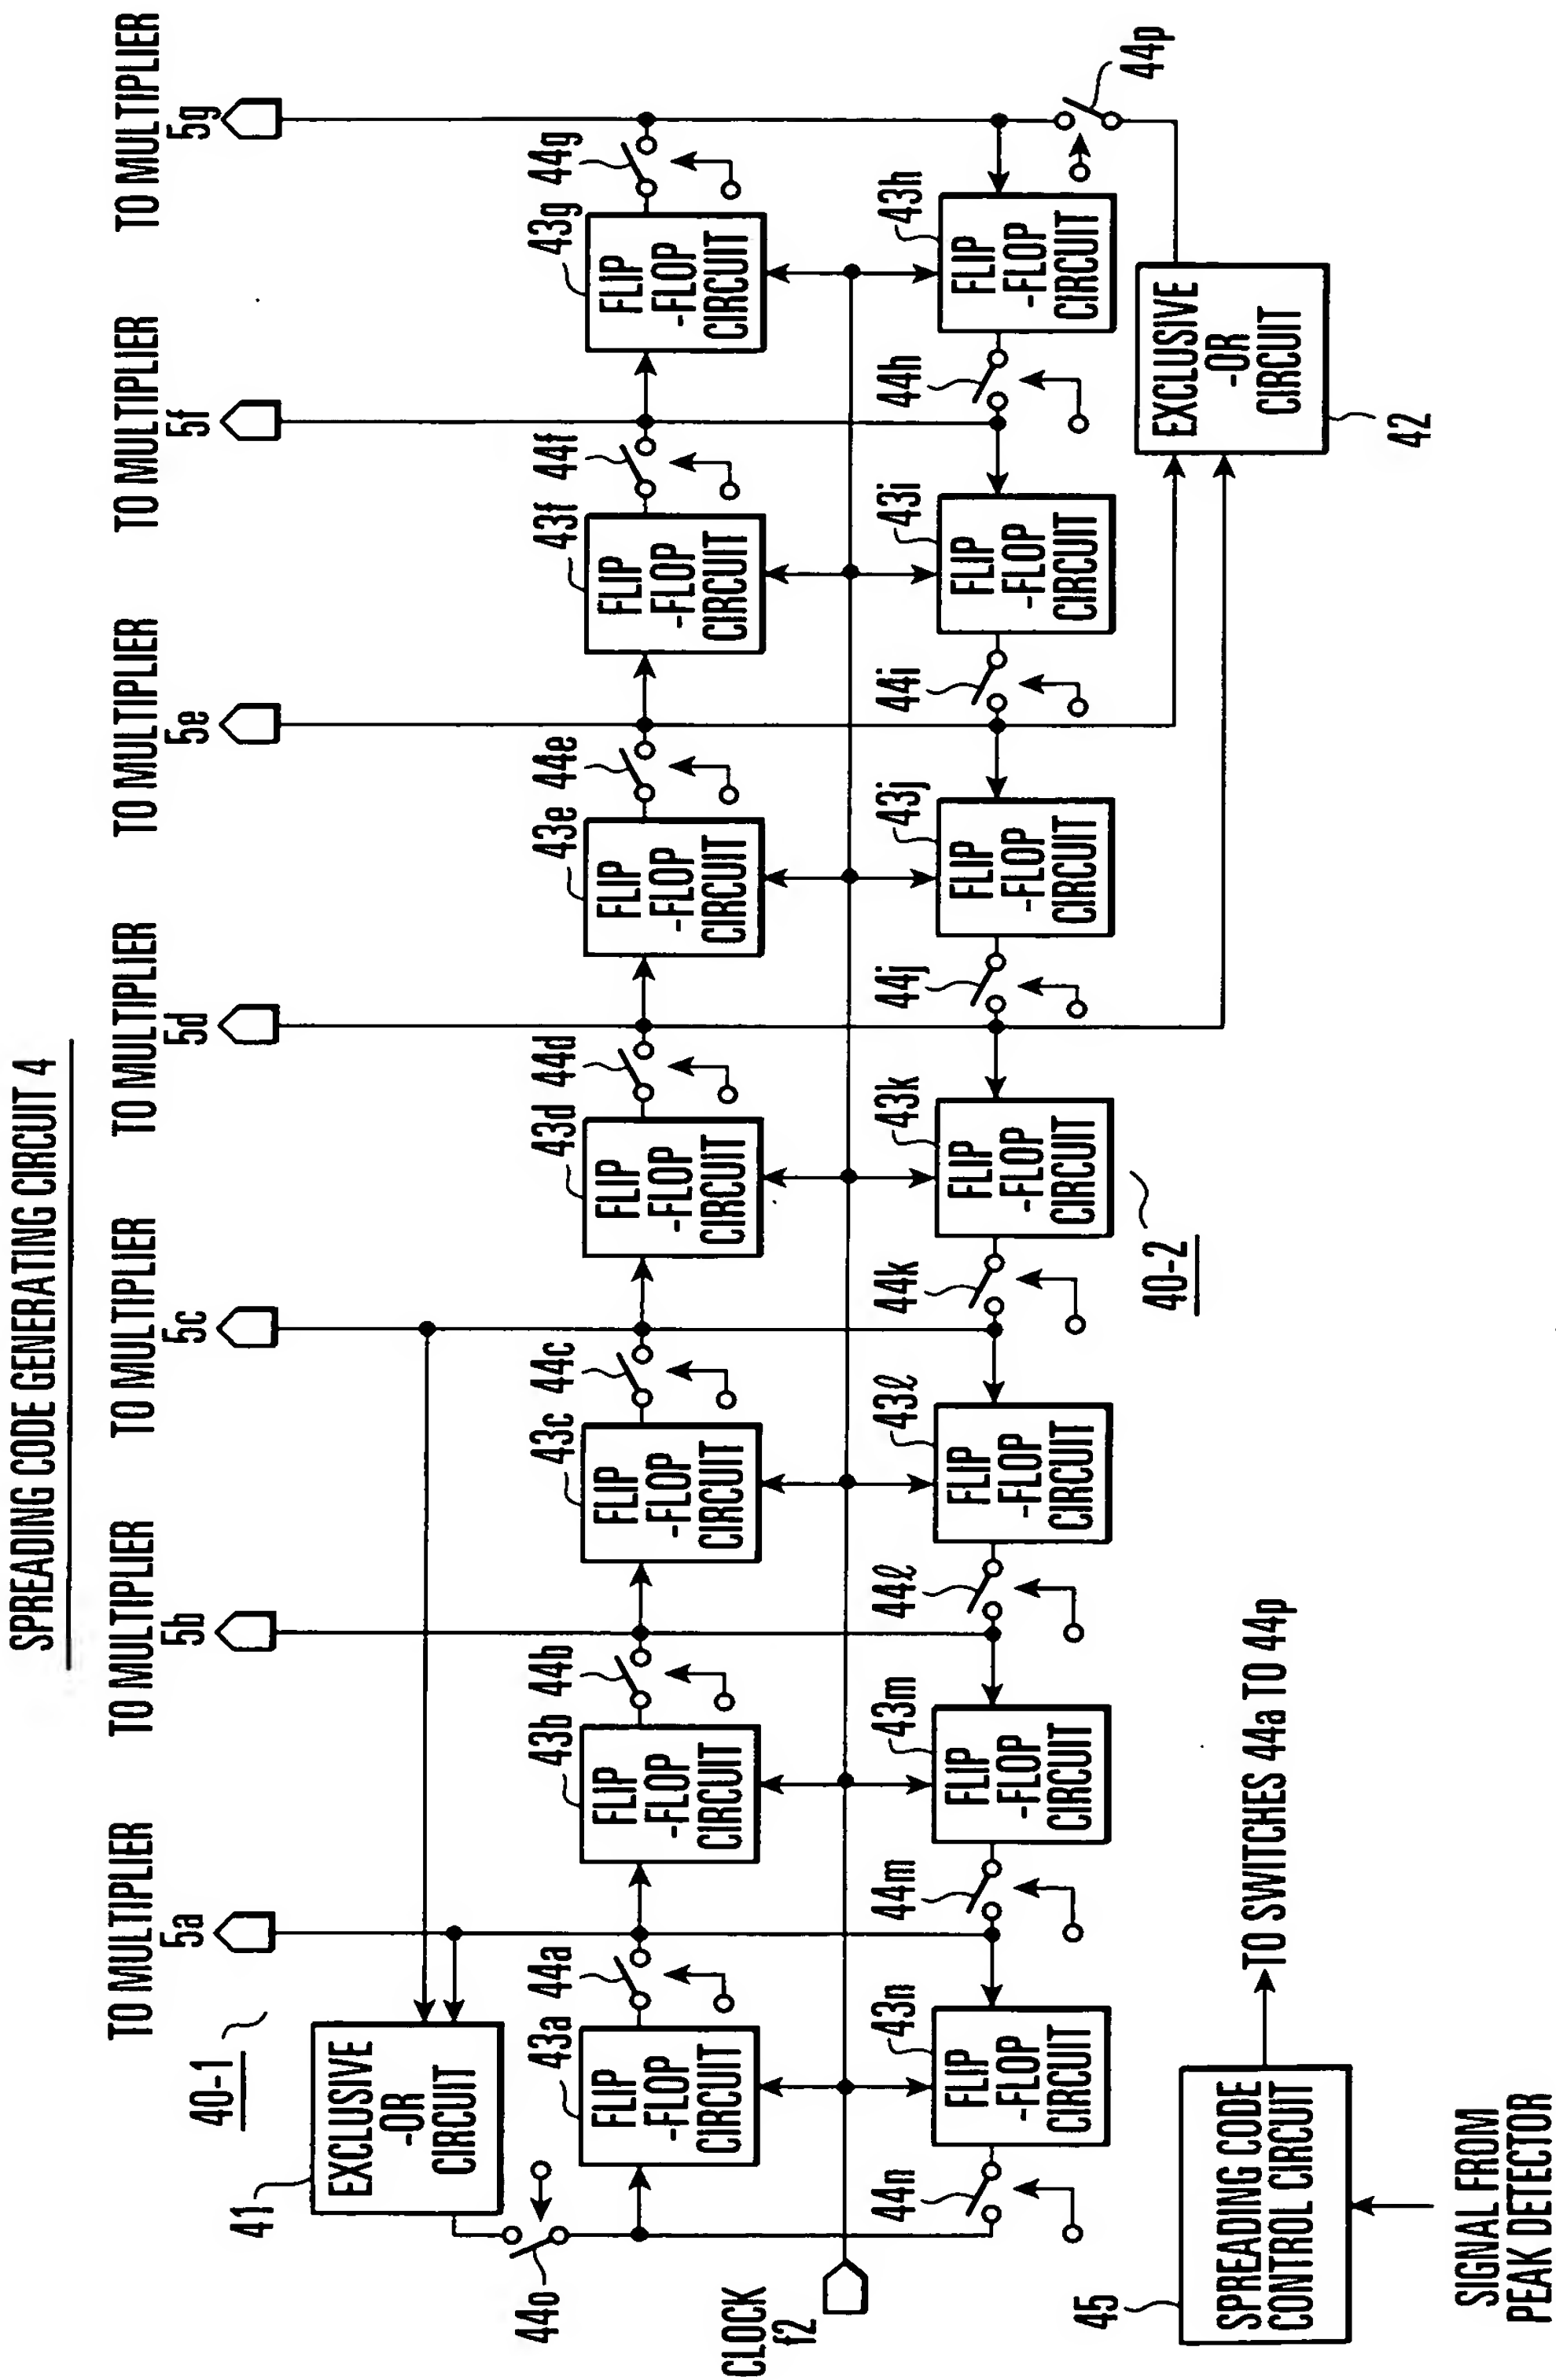 SPREADING CODE GENERATING CIRCUIT 4
TO MULTIPLIER
5a
TO MULTIPLIER
5b
TO MULTIPLIER
5c
TO MULTIPLIER
5d
TO MULTIPLIER
5e
TO MULTIPLIER
5f
TO MULTIPLIER
5g
40-1
41
EXCLUSIVE
-OR
CIRCUIT
44o
43a
FLIP
-FLOP
CIRCUIT
44a
43b
FLIP
-FLOP
CIRCUIT
44b
43c
FLIP
-FLOP
CIRCUIT
44c
43d
FLIP
-FLOP
CIRCUIT
44d
43e
FLIP
-FLOP
CIRCUIT
44e
43f
FLIP
-FLOP
CIRCUIT
44f
43g
FLIP
-FLOP
CIRCUIT
44g
CLOCK
f2
44n
43n
FLIP
-FLOP
CIRCUIT
44m
43m
FLIP
-FLOP
CIRCUIT
44ℓ
43ℓ
FLIP
-FLOP
CIRCUIT
44k
43k
FLIP
-FLOP
CIRCUIT
44j
43j
FLIP
-FLOP
CIRCUIT
44i
43i
FLIP
-FLOP
CIRCUIT
44h
43h
FLIP
-FLOP
CIRCUIT
44p
40-2
EXCLUSIVE
-OR
CIRCUIT
42
45
SPREADING CODE
CONTROL CIRCUIT
TO SWITCHES 44a TO 44p
SIGNAL FROM
PEAK DETECTOR